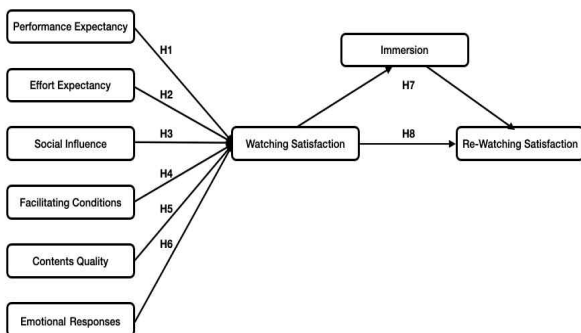 Performance Expectancy
H1
Immersion
Effort Expectancy
H2
H7
Social Influence
H3
Watching Satisfaction
H8
Re-Watching Satisfaction
H4
Facilitating Conditions
H5
H6
Contents Quality
Emotional Responses